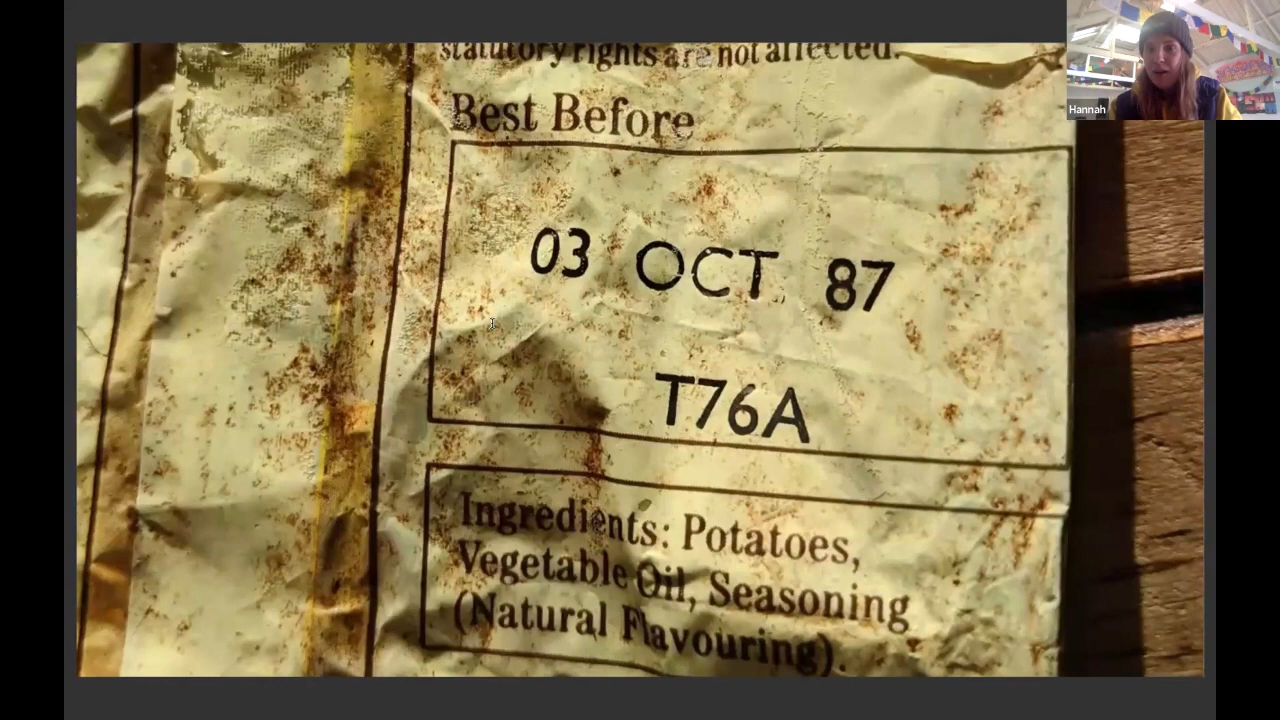 statutory rights are not affected.
Best Before
03 OCT 87
T76A
Ingredients: Potatoes,
Vegetable Oil, Seasoning
(Natural Flavouring).
Hannah